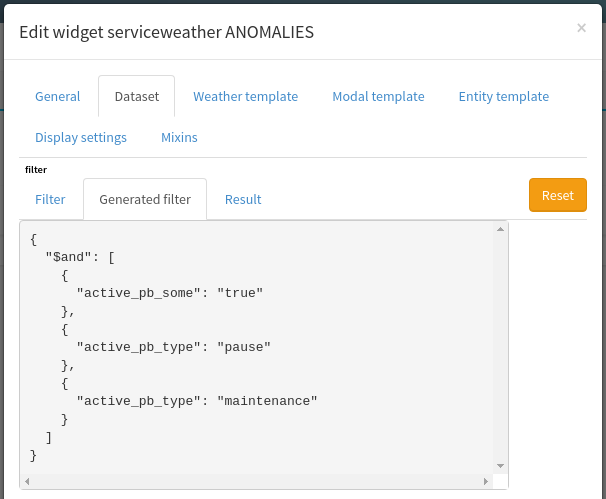 Edit widget serviceweather ANOMALIES ×
General Dataset Weather template Modal template Entity template
Display settings Mixins
filter
Filter Generated filter Result Reset
{
  "$and": [
    {
      "active_pb_some": "true"
    },
    {
      "active_pb_type": "pause"
    },
    {
      "active_pb_type": "maintenance"
    }
  ]
}